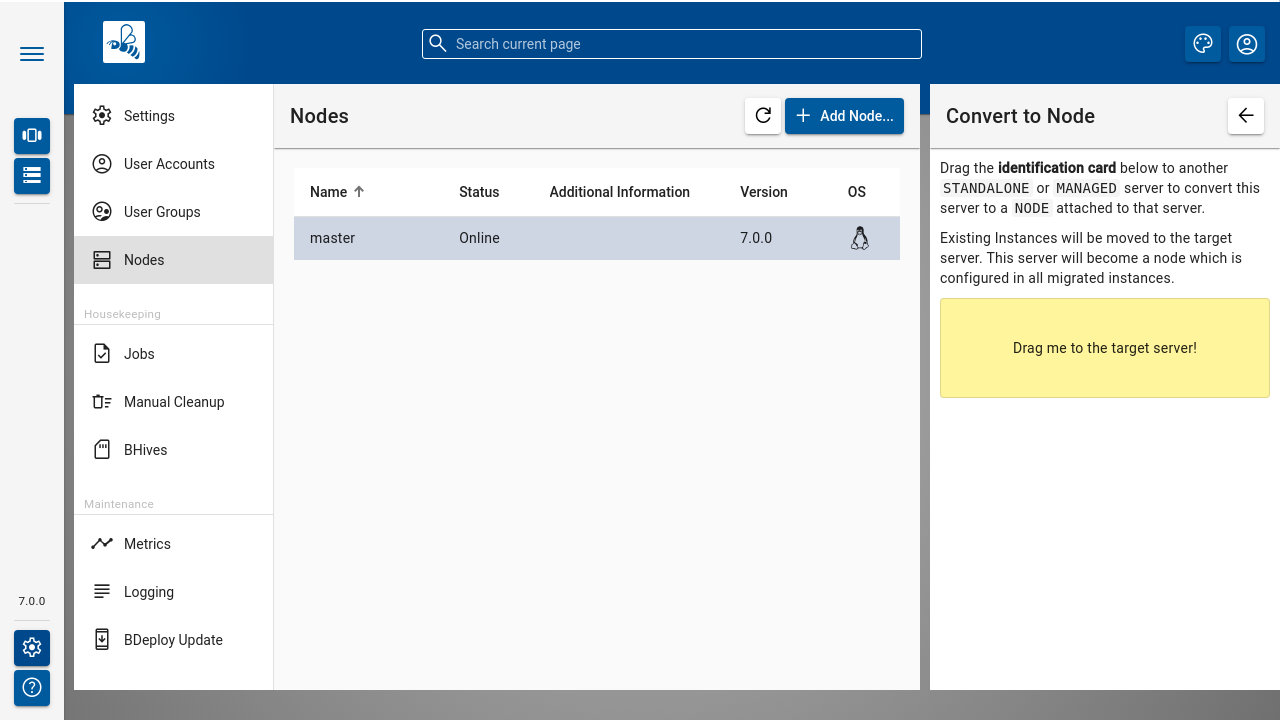 Search current page
Settings
User Accounts
User Groups
Nodes
Housekeeping
Jobs
Manual Cleanup
BHives
Maintenance
Metrics
Logging
BDeploy Update
7.0.0
Nodes
Add Node...
Name Status Additional Information Version OS
master Online 7.0.0
Convert to Node
Drag the identification card below to another
STANDALONE or MANAGED server to convert this
server to a NODE attached to that server.
Existing Instances will be moved to the target
server. This server will become a node which is
configured in all migrated instances.
Drag me to the target server!